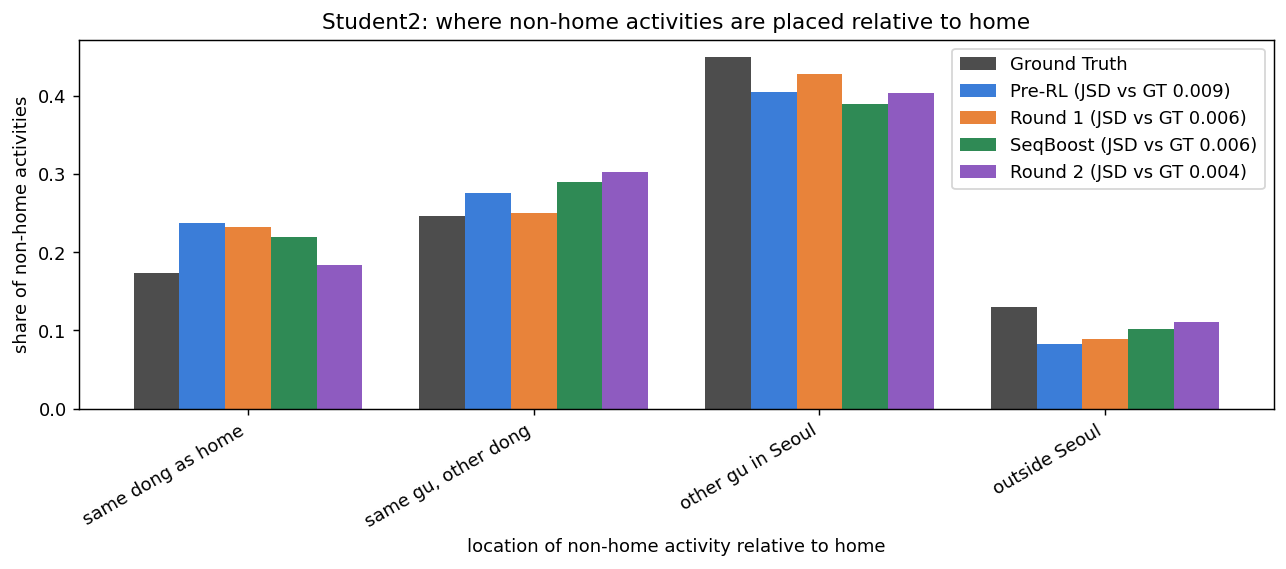 Student2: where non-home activities are placed relative to home
Ground Truth
Pre-RL (JSD vs GT 0.009)
Round 1 (JSD vs GT 0.006)
SeqBoost (JSD vs GT 0.006)
Round 2 (JSD vs GT 0.004)
share of non-home activities
0.4
0.3
0.2
0.1
0.0
same dong as home
same gu, other dong
other gu in Seoul
outside Seoul
location of non-home activity relative to home